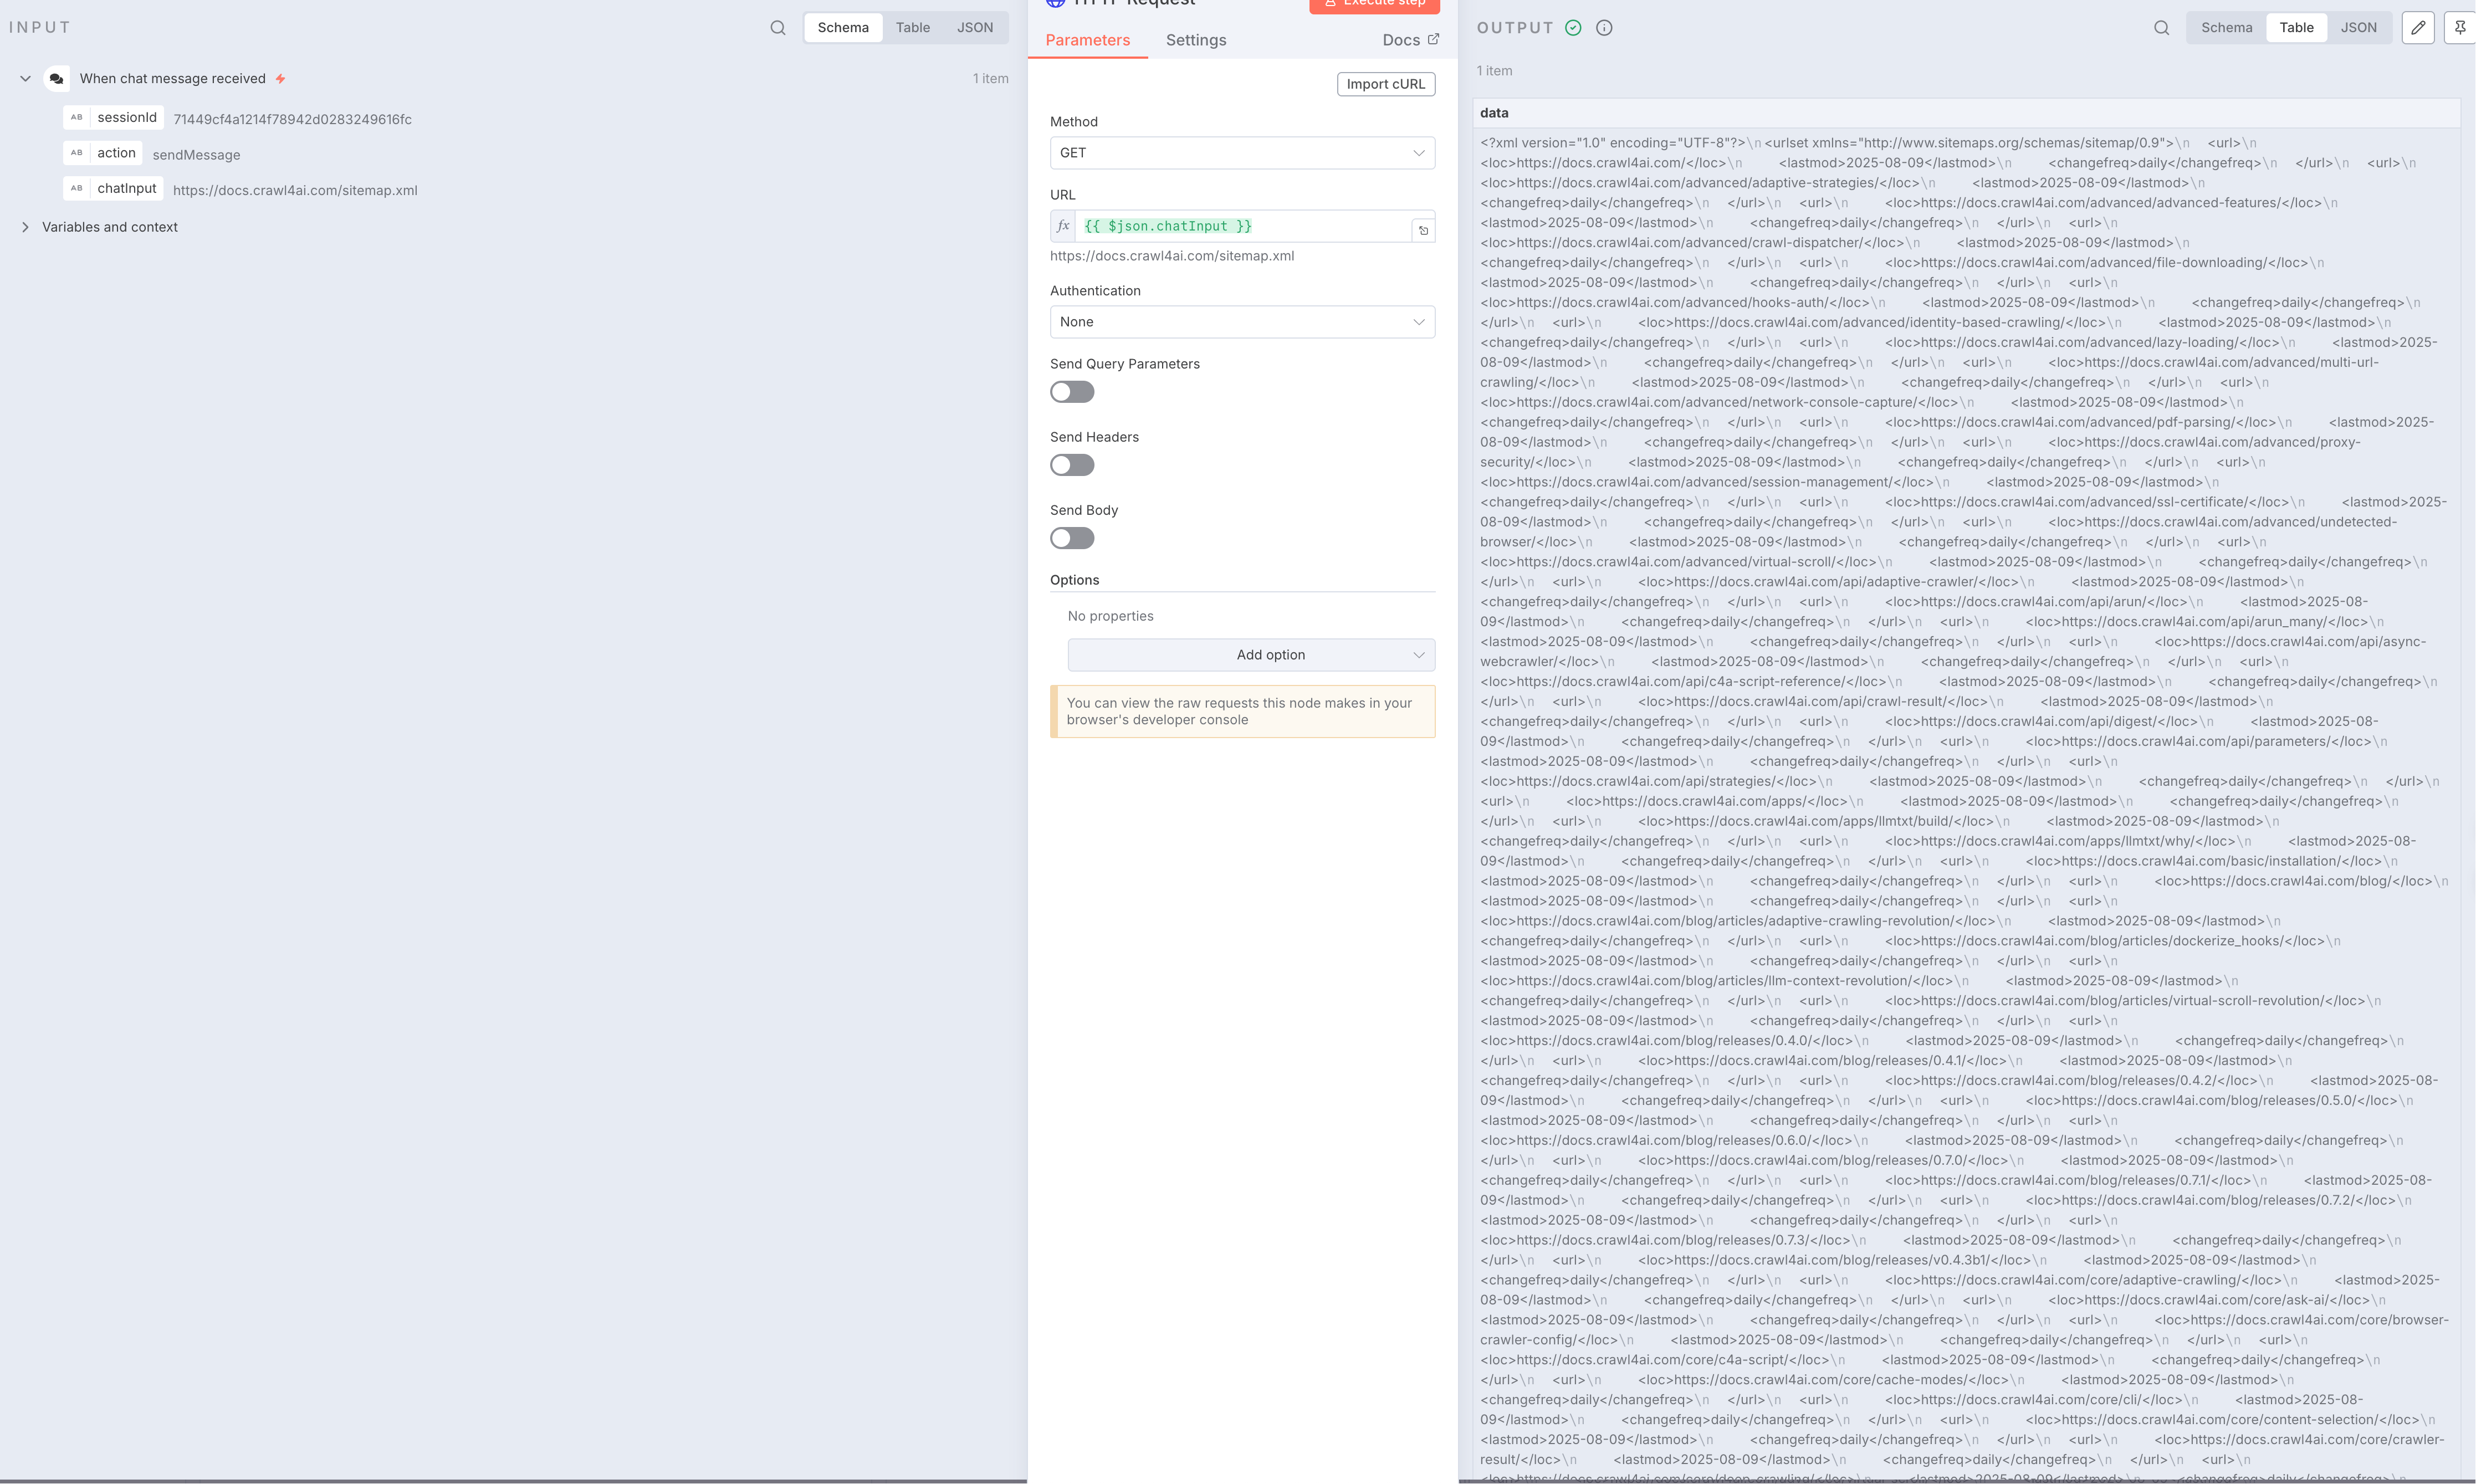 INPUT
Schema Table JSON
When chat message received 1 item
AB sessionId 71449cf4a1214f78942d0283249616fc
AB action sendMessage
AB chatInput https://docs.crawl4ai.com/sitemap.xml
Variables and context
HTTP Request Execute step
Parameters Settings Docs
Import cURL
Method
GET
URL
fx {{ $json.chatInput }}
https://docs.crawl4ai.com/sitemap.xml
Authentication
None
Send Query Parameters
Send Headers
Send Body
Options
No properties
Add option
You can view the raw requests this node makes in your
browser's developer console
OUTPUT Schema Table JSON
1 item
data
<?xml version="1.0" encoding="UTF-8"?>\n <urlset xmlns="http://www.sitemaps.org/schemas/sitemap/0.9">\n <url>\n
<loc>https://docs.crawl4ai.com/</loc>\n <lastmod>2025-08-09</lastmod>\n <changefreq>daily</changefreq>\n </url>\n <url>\n
<loc>https://docs.crawl4ai.com/advanced/adaptive-strategies/</loc>\n <lastmod>2025-08-09</lastmod>\n
<changefreq>daily</changefreq>\n </url>\n <url>\n <loc>https://docs.crawl4ai.com/advanced/advanced-features/</loc>\n
<lastmod>2025-08-09</lastmod>\n <changefreq>daily</changefreq>\n </url>\n <url>\n
<loc>https://docs.crawl4ai.com/advanced/crawl-dispatcher/</loc>\n <lastmod>2025-08-09</lastmod>\n
<changefreq>daily</changefreq>\n </url>\n <url>\n <loc>https://docs.crawl4ai.com/advanced/file-downloading/</loc>\n
<lastmod>2025-08-09</lastmod>\n <changefreq>daily</changefreq>\n </url>\n <url>\n
<loc>https://docs.crawl4ai.com/advanced/hooks-auth/</loc>\n <lastmod>2025-08-09</lastmod>\n <changefreq>daily</changefreq>\n
</url>\n <url>\n <loc>https://docs.crawl4ai.com/advanced/identity-based-crawling/</loc>\n <lastmod>2025-08-09</lastmod>\n
<changefreq>daily</changefreq>\n </url>\n <url>\n <loc>https://docs.crawl4ai.com/advanced/lazy-loading/</loc>\n <lastmod>2025-
08-09</lastmod>\n <changefreq>daily</changefreq>\n </url>\n <url>\n <loc>https://docs.crawl4ai.com/advanced/multi-url-
crawling/</loc>\n <lastmod>2025-08-09</lastmod>\n <changefreq>daily</changefreq>\n </url>\n <url>\n
<loc>https://docs.crawl4ai.com/advanced/network-console-capture/</loc>\n <lastmod>2025-08-09</lastmod>\n
<changefreq>daily</changefreq>\n </url>\n <url>\n <loc>https://docs.crawl4ai.com/advanced/pdf-parsing/</loc>\n <lastmod>2025-
08-09</lastmod>\n <changefreq>daily</changefreq>\n </url>\n <url>\n <loc>https://docs.crawl4ai.com/advanced/proxy-
security/</loc>\n <lastmod>2025-08-09</lastmod>\n <changefreq>daily</changefreq>\n </url>\n <url>\n
<loc>https://docs.crawl4ai.com/advanced/session-management/</loc>\n <lastmod>2025-08-09</lastmod>\n
<changefreq>daily</changefreq>\n </url>\n <url>\n <loc>https://docs.crawl4ai.com/advanced/ssl-certificate/</loc>\n <lastmod>2025-
08-09</lastmod>\n <changefreq>daily</changefreq>\n </url>\n <url>\n <loc>https://docs.crawl4ai.com/advanced/undetected-
browser/</loc>\n <lastmod>2025-08-09</lastmod>\n <changefreq>daily</changefreq>\n </url>\n <url>\n
<loc>https://docs.crawl4ai.com/advanced/virtual-scroll/</loc>\n <lastmod>2025-08-09</lastmod>\n <changefreq>daily</changefreq>\n
</url>\n <url>\n <loc>https://docs.crawl4ai.com/api/adaptive-crawler/</loc>\n <lastmod>2025-08-09</lastmod>\n
<changefreq>daily</changefreq>\n </url>\n <url>\n <loc>https://docs.crawl4ai.com/api/arun/</loc>\n <lastmod>2025-08-
09</lastmod>\n <changefreq>daily</changefreq>\n </url>\n <url>\n <loc>https://docs.crawl4ai.com/api/arun_many/</loc>\n
<lastmod>2025-08-09</lastmod>\n <changefreq>daily</changefreq>\n </url>\n <url>\n <loc>https://docs.crawl4ai.com/api/async-
webcrawler/</loc>\n <lastmod>2025-08-09</lastmod>\n <changefreq>daily</changefreq>\n </url>\n <url>\n
<loc>https://docs.crawl4ai.com/api/c4a-script-reference/</loc>\n <lastmod>2025-08-09</lastmod>\n <changefreq>daily</changefreq>\n
</url>\n <url>\n <loc>https://docs.crawl4ai.com/api/crawl-result/</loc>\n <lastmod>2025-08-09</lastmod>\n
<changefreq>daily</changefreq>\n </url>\n <url>\n <loc>https://docs.crawl4ai.com/api/digest/</loc>\n <lastmod>2025-08-
09</lastmod>\n <changefreq>daily</changefreq>\n </url>\n <url>\n <loc>https://docs.crawl4ai.com/api/parameters/</loc>\n
<lastmod>2025-08-09</lastmod>\n <changefreq>daily</changefreq>\n </url>\n <url>\n
<loc>https://docs.crawl4ai.com/api/strategies/</loc>\n <lastmod>2025-08-09</lastmod>\n <changefreq>daily</changefreq>\n </url>\n
<url>\n <loc>https://docs.crawl4ai.com/apps/</loc>\n <lastmod>2025-08-09</lastmod>\n <changefreq>daily</changefreq>\n
</url>\n <url>\n <loc>https://docs.crawl4ai.com/apps/llmtxt/build/</loc>\n <lastmod>2025-08-09</lastmod>\n
<changefreq>daily</changefreq>\n </url>\n <url>\n <loc>https://docs.crawl4ai.com/apps/llmtxt/why/</loc>\n <lastmod>2025-08-
09</lastmod>\n <changefreq>daily</changefreq>\n </url>\n <url>\n <loc>https://docs.crawl4ai.com/basic/installation/</loc>\n
<lastmod>2025-08-09</lastmod>\n <changefreq>daily</changefreq>\n </url>\n <url>\n <loc>https://docs.crawl4ai.com/blog/</loc>\n
<lastmod>2025-08-09</lastmod>\n <changefreq>daily</changefreq>\n </url>\n <url>\n
<loc>https://docs.crawl4ai.com/blog/articles/adaptive-crawling-revolution/</loc>\n <lastmod>2025-08-09</lastmod>\n
<changefreq>daily</changefreq>\n </url>\n <url>\n <loc>https://docs.crawl4ai.com/blog/articles/dockerize_hooks/</loc>\n
<lastmod>2025-08-09</lastmod>\n <changefreq>daily</changefreq>\n </url>\n <url>\n
<loc>https://docs.crawl4ai.com/blog/articles/llm-context-revolution/</loc>\n <lastmod>2025-08-09</lastmod>\n
<changefreq>daily</changefreq>\n </url>\n <url>\n <loc>https://docs.crawl4ai.com/blog/articles/virtual-scroll-revolution/</loc>\n
<lastmod>2025-08-09</lastmod>\n <changefreq>daily</changefreq>\n </url>\n <url>\n
<loc>https://docs.crawl4ai.com/blog/releases/0.4.0/</loc>\n <lastmod>2025-08-09</lastmod>\n <changefreq>daily</changefreq>\n
</url>\n <url>\n <loc>https://docs.crawl4ai.com/blog/releases/0.4.1/</loc>\n <lastmod>2025-08-09</lastmod>\n
<changefreq>daily</changefreq>\n </url>\n <url>\n <loc>https://docs.crawl4ai.com/blog/releases/0.4.2/</loc>\n <lastmod>2025-08-
09</lastmod>\n <changefreq>daily</changefreq>\n </url>\n <url>\n <loc>https://docs.crawl4ai.com/blog/releases/0.5.0/</loc>\n
<lastmod>2025-08-09</lastmod>\n <changefreq>daily</changefreq>\n </url>\n <url>\n
<loc>https://docs.crawl4ai.com/blog/releases/0.6.0/</loc>\n <lastmod>2025-08-09</lastmod>\n <changefreq>daily</changefreq>\n
</url>\n <url>\n <loc>https://docs.crawl4ai.com/blog/releases/0.7.0/</loc>\n <lastmod>2025-08-09</lastmod>\n
<changefreq>daily</changefreq>\n </url>\n <url>\n <loc>https://docs.crawl4ai.com/blog/releases/0.7.1/</loc>\n <lastmod>2025-08-
09</lastmod>\n <changefreq>daily</changefreq>\n </url>\n <url>\n <loc>https://docs.crawl4ai.com/blog/releases/0.7.2/</loc>\n
<lastmod>2025-08-09</lastmod>\n <changefreq>daily</changefreq>\n </url>\n <url>\n
<loc>https://docs.crawl4ai.com/blog/releases/0.7.3/</loc>\n <lastmod>2025-08-09</lastmod>\n <changefreq>daily</changefreq>\n
</url>\n <url>\n <loc>https://docs.crawl4ai.com/blog/releases/v0.4.3b1/</loc>\n <lastmod>2025-08-09</lastmod>\n
<changefreq>daily</changefreq>\n </url>\n <url>\n <loc>https://docs.crawl4ai.com/core/adaptive-crawling/</loc>\n <lastmod>2025-
08-09</lastmod>\n <changefreq>daily</changefreq>\n </url>\n <url>\n <loc>https://docs.crawl4ai.com/core/ask-ai/</loc>\n
<lastmod>2025-08-09</lastmod>\n <changefreq>daily</changefreq>\n </url>\n <url>\n <loc>https://docs.crawl4ai.com/core/browser-
crawler-config/</loc>\n <lastmod>2025-08-09</lastmod>\n <changefreq>daily</changefreq>\n </url>\n <url>\n
<loc>https://docs.crawl4ai.com/core/c4a-script/</loc>\n <lastmod>2025-08-09</lastmod>\n <changefreq>daily</changefreq>\n
</url>\n <url>\n <loc>https://docs.crawl4ai.com/core/cache-modes/</loc>\n <lastmod>2025-08-09</lastmod>\n
<changefreq>daily</changefreq>\n </url>\n <url>\n <loc>https://docs.crawl4ai.com/core/cli/</loc>\n <lastmod>2025-08-
09</lastmod>\n <changefreq>daily</changefreq>\n </url>\n <url>\n <loc>https://docs.crawl4ai.com/core/content-selection/</loc>\n
<lastmod>2025-08-09</lastmod>\n <changefreq>daily</changefreq>\n </url>\n <url>\n <loc>https://docs.crawl4ai.com/core/crawler-
result/</loc>\n <lastmod>2025-08-09</lastmod>\n <changefreq>daily</changefreq>\n </url>\n <url>\n